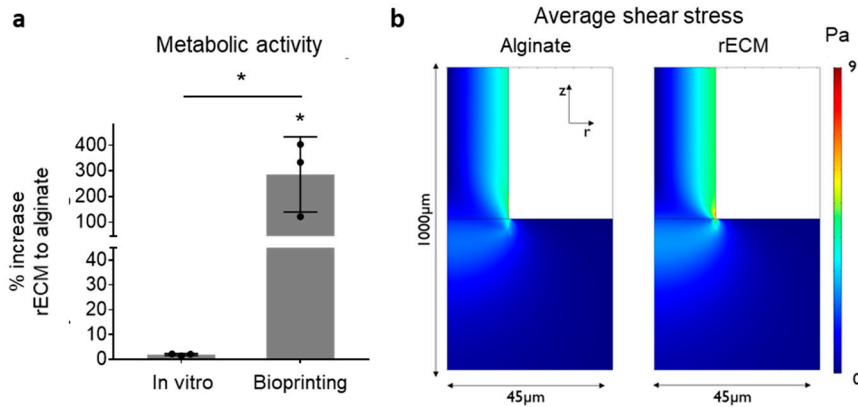 a
Metabolic activity
*
*
% increase
rECM to alginate
400
300
200
100
40
30
20
10
0
In vitro
Bioprinting
b
Average shear stress
Alginate
rECM
Pa
9
0
z
r
1000µm
45µm
45µm